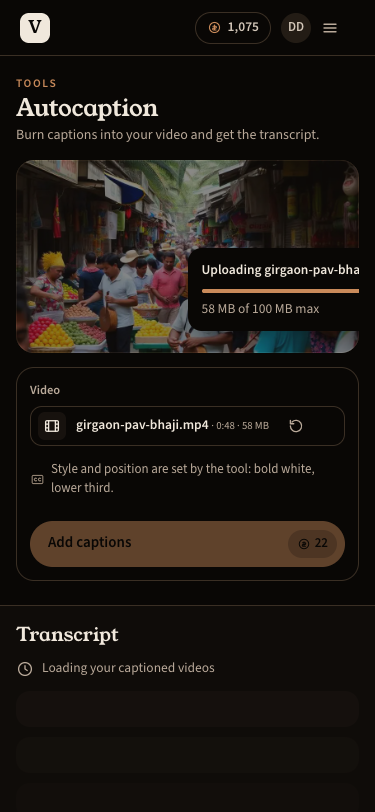 V
1,075
DD
TOOLS
Autocaption
Burn captions into your video and get the transcript.
Uploading girgaon-pav-bha
58 MB of 100 MB max
Video
girgaon-pav-bhaji.mp4 · 0:48 · 58 MB
CC
Style and position are set by the tool: bold white,
lower third.
Add captions
22
Transcript
Loading your captioned videos